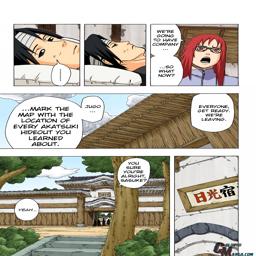 WE'RE
GOING TO
HAVE
COMPANY
...
...SO
WHAT
NOW?
EVERYONE,
GET READY.
WE'RE
LEAVING.
JUGO...
...MARK
THE
MAP WITH THE
LOCATION OF
EVERY AKATSUKI
HIDEOUT YOU
LEARNED
ABOUT.
日光宿
YOU
SURE
YOU'RE
ALRIGHT,
SASUKE?
YEAH...